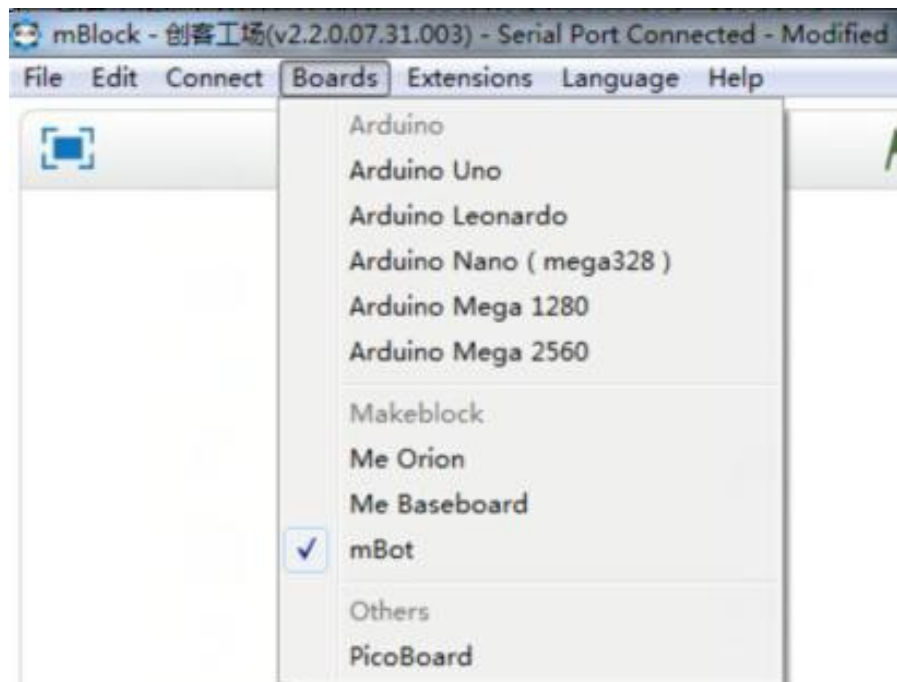 mBlock - 创客工场(v2.2.0.07.31.003) - Serial Port Connected - Modified
File Edit Connect Boards Extensions Language Help
Arduino
Arduino Uno
Arduino Leonardo
Arduino Nano ( mega328 )
Arduino Mega 1280
Arduino Mega 2560
Makeblock
Me Orion
Me Baseboard
mBot
Others
PicoBoard